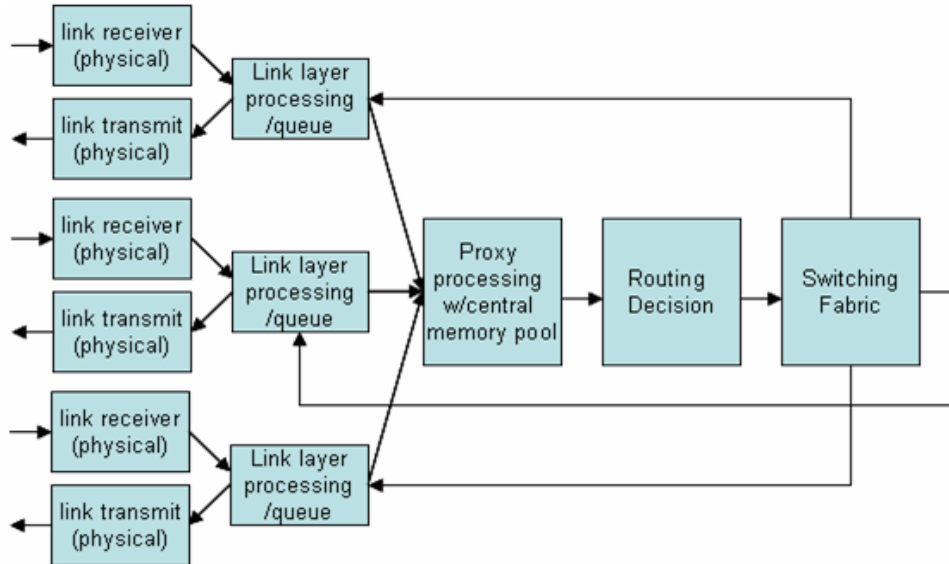 link receiver
(physical)
Link layer
processing
/queue
link transmit
(physical)
link receiver
(physical)
Link layer
processing
/queue
link transmit
(physical)
Proxy
processing
w/central
memory pool
Routing
Decision
Switching
Fabric
link receiver
(physical)
Link layer
processing
/queue
link transmit
(physical)